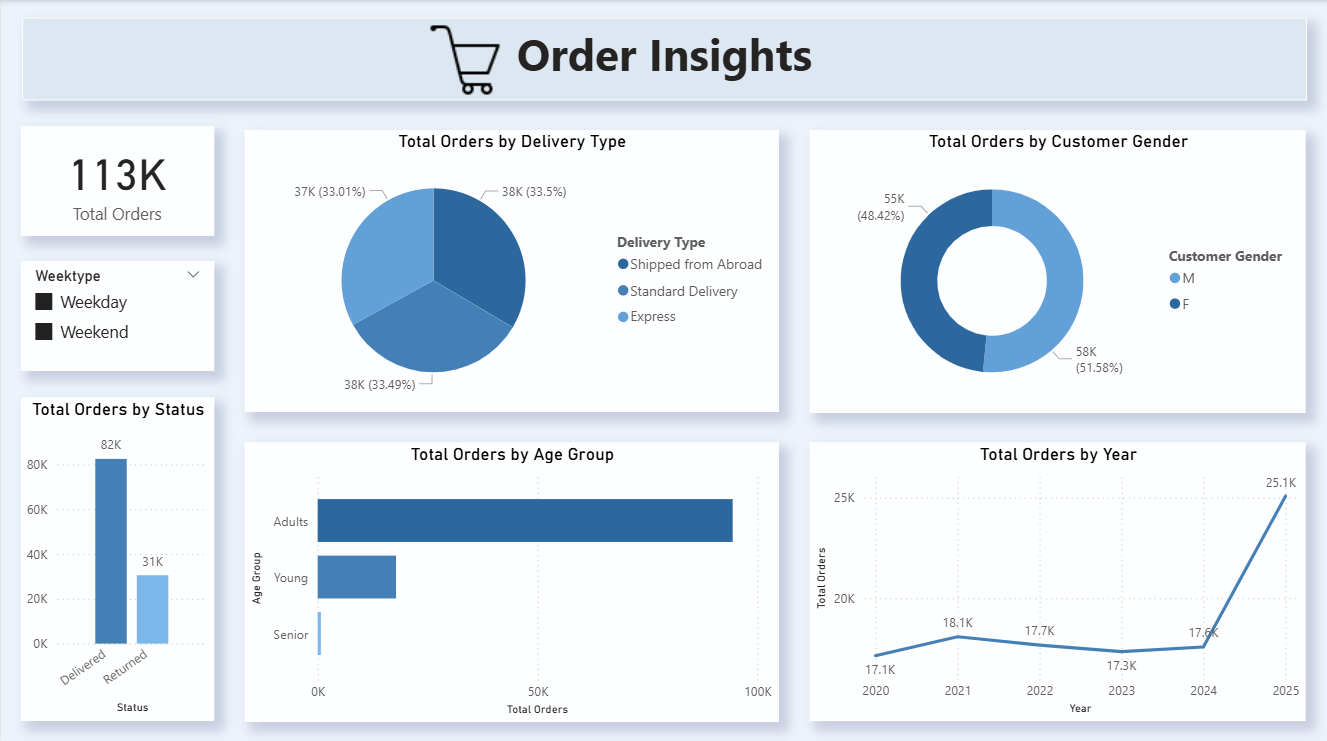 Order Insights
113K
Total Orders
Weektype
Weekday
Weekend
Total Orders by Status
82K
80K
60K
40K
31K
20K
0K
Delivered
Returned
Status
Total Orders by Delivery Type
37K (33.01%)
38K (33.5%)
38K (33.49%)
Delivery Type
Shipped from Abroad
Standard Delivery
Express
Total Orders by Customer Gender
55K
(48.42%)
58K
(51.58%)
Customer Gender
M
F
Total Orders by Age Group
Age Group
Adults
Young
Senior
0K
50K
100K
Total Orders
Total Orders by Year
Total Orders
25K
20K
17.1K
18.1K
17.7K
17.3K
17.6K
25.1K
2020
2021
2022
2023
2024
2025
Year